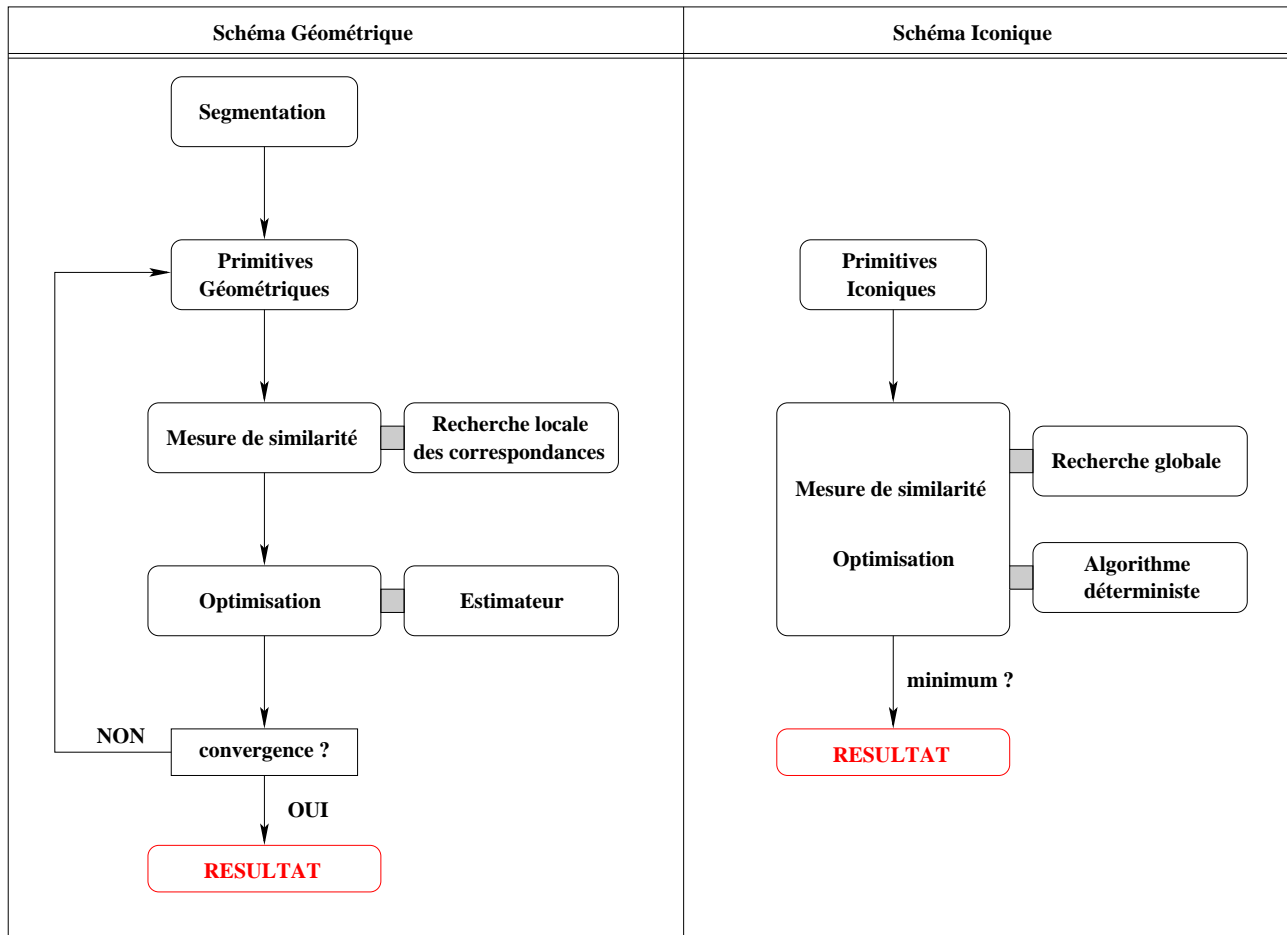 Schéma Géométrique
Schéma Iconique
Segmentation
Primitives
Géométriques
Mesure de similarité
Recherche locale
des correspondances
Optimisation
Estimateur
NON
convergence ?
OUI
RESULTAT
Primitives
Iconiques
Mesure de similarité
Optimisation
Recherche globale
Algorithme
déterministe
minimum ?
RESULTAT